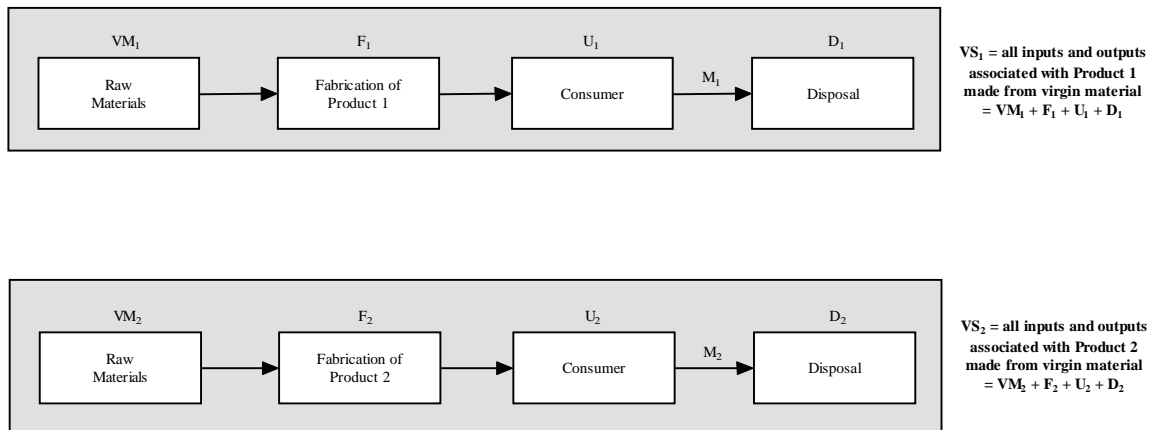 VM₁
F₁
U₁
D₁
Raw
Materials
Fabrication of
Product 1
Consumer
M₁
Disposal
VS₁ = all inputs and outputs
associated with Product 1
made from virgin material
= VM₁ + F₁ + U₁ + D₁
VM₂
F₂
U₂
D₂
Raw
Materials
Fabrication of
Product 2
Consumer
M₂
Disposal
VS₂ = all inputs and outputs
associated with Product 2
made from virgin material
= VM₂ + F₂ + U₂ + D₂